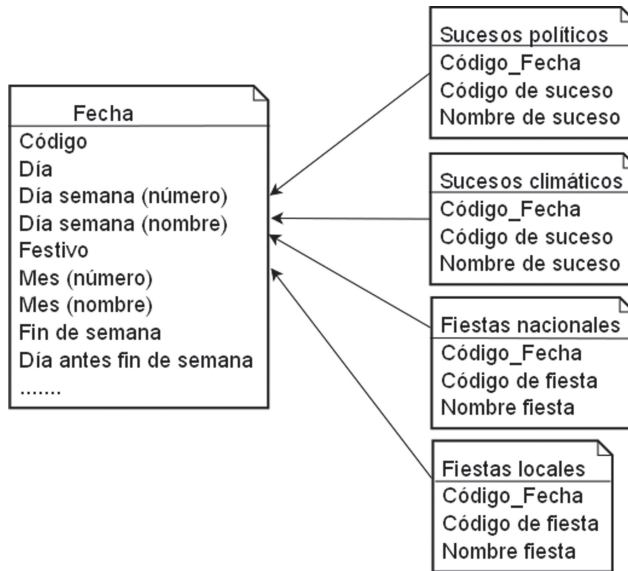 Fecha
Código
Día
Día semana (número)
Día semana (nombre)
Festivo
Mes (número)
Mes (nombre)
Fin de semana
Día antes fin de semana
.......
Sucesos políticos
Código_Fecha
Código de suceso
Nombre de suceso
Sucesos climáticos
Código_Fecha
Código de suceso
Nombre de suceso
Fiestas nacionales
Código_Fecha
Código de fiesta
Nombre fiesta
Fiestas locales
Código_Fecha
Código de fiesta
Nombre fiesta